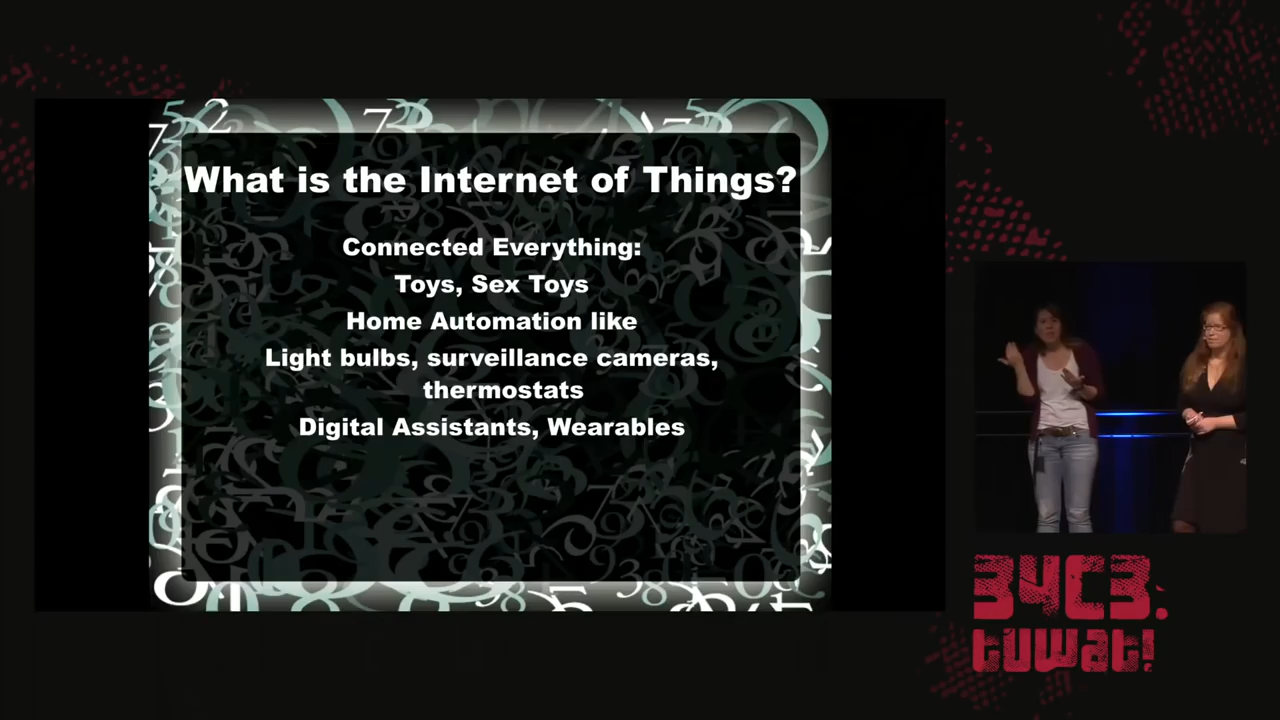 What is the Internet of Things?
Connected Everything:
Toys, Sex Toys
Home Automation like
Light bulbs, surveillance cameras,
thermostats
Digital Assistants, Wearables
34C3.
tuwat!